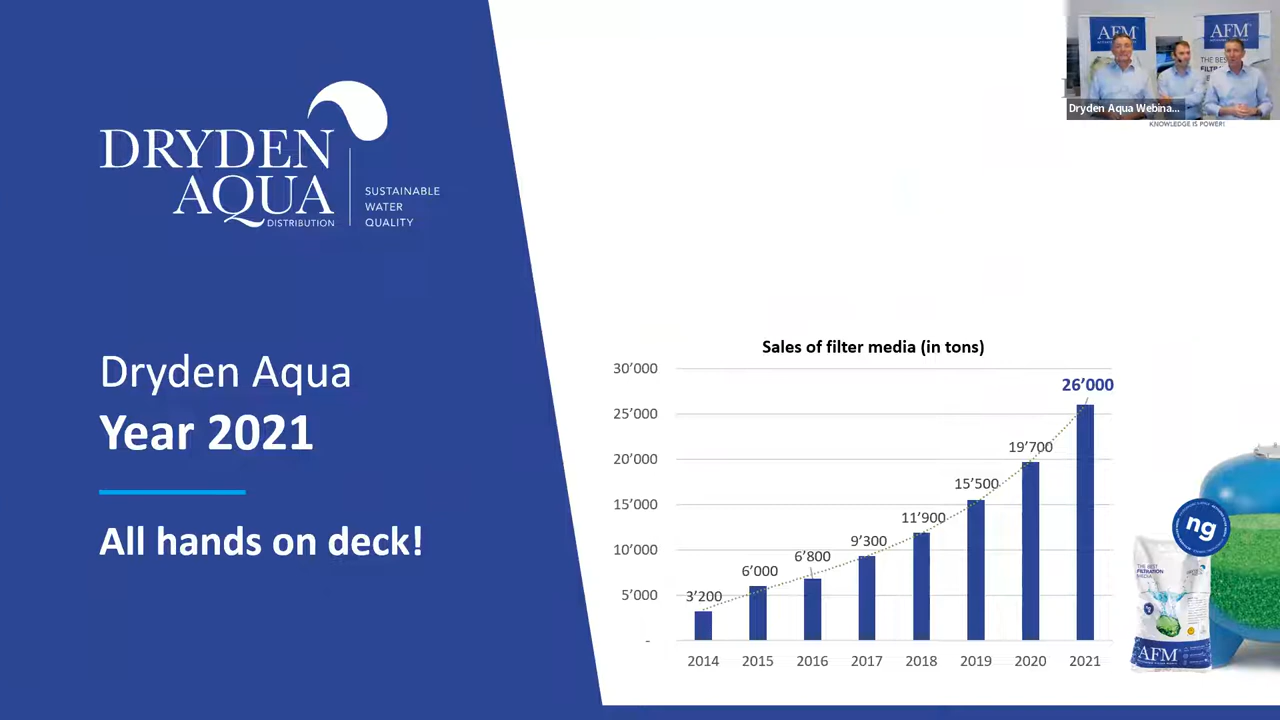 DRYDEN
AQUA
DISTRIBUTION
SUSTAINABLE
WATER
QUALITY
Dryden Aqua
Year 2021
All hands on deck!
AFM
AFM
THE BES
FILTR
Dryden Aqua Webina...
KNOWLEDGE IS POWER!
Sales of filter media (in tons)
30’000
25’000
20’000
15’000
10’000
5’000
-
3’200
6’000
6’800
9’300
11’900
15’500
19’700
26’000
2014 2015 2016 2017 2018 2019 2020 2021
ng
THE BEST
FILTRATION
MEDIA
AFM